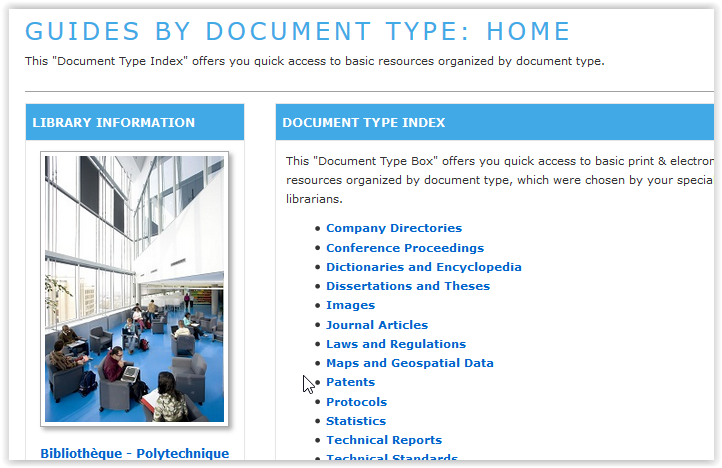 GUIDES BY DOCUMENT TYPE: HOME
This "Document Type Index" offers you quick access to basic resources organized by document type.
LIBRARY INFORMATION
Bibliothèque - Polytechnique
DOCUMENT TYPE INDEX
This "Document Type Box" offers you quick access to basic print & electron
resources organized by document type, which were chosen by your specia
librarians.
• Company Directories
• Conference Proceedings
• Dictionaries and Encyclopedia
• Dissertations and Theses
• Images
• Journal Articles
• Laws and Regulations
• Maps and Geospatial Data
• Patents
• Protocols
• Statistics
• Technical Reports
• Technical Standards